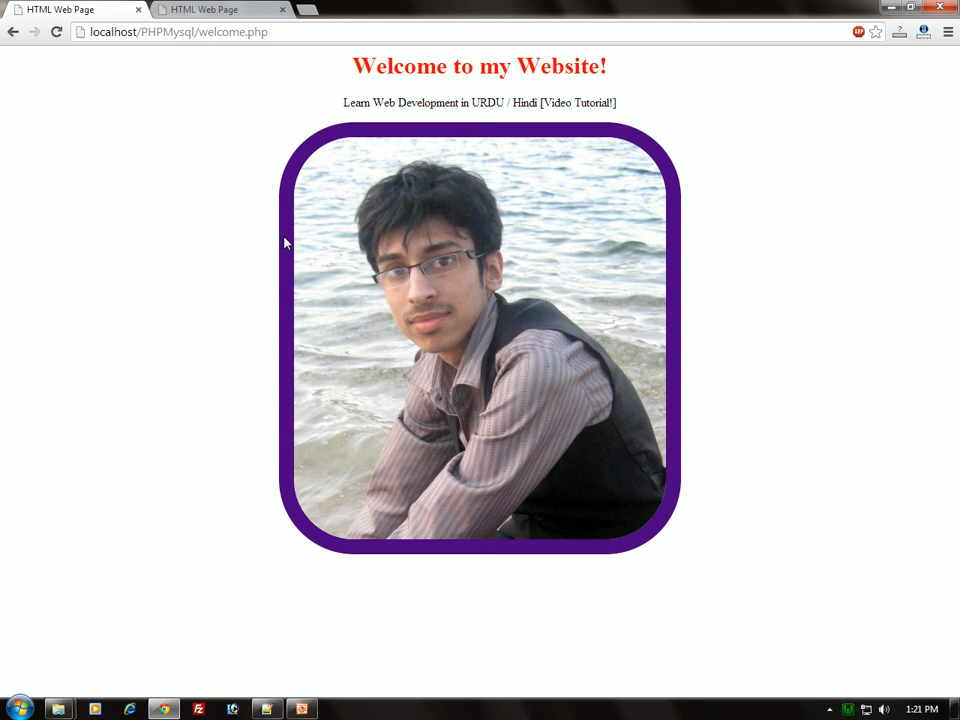 HTML Web Page
HTML Web Page
localhost/PHPMysql/welcome.php
ABP
Welcome to my Website!
Learn Web Development in URDU / Hindi [Video Tutorial!]
1:21 PM